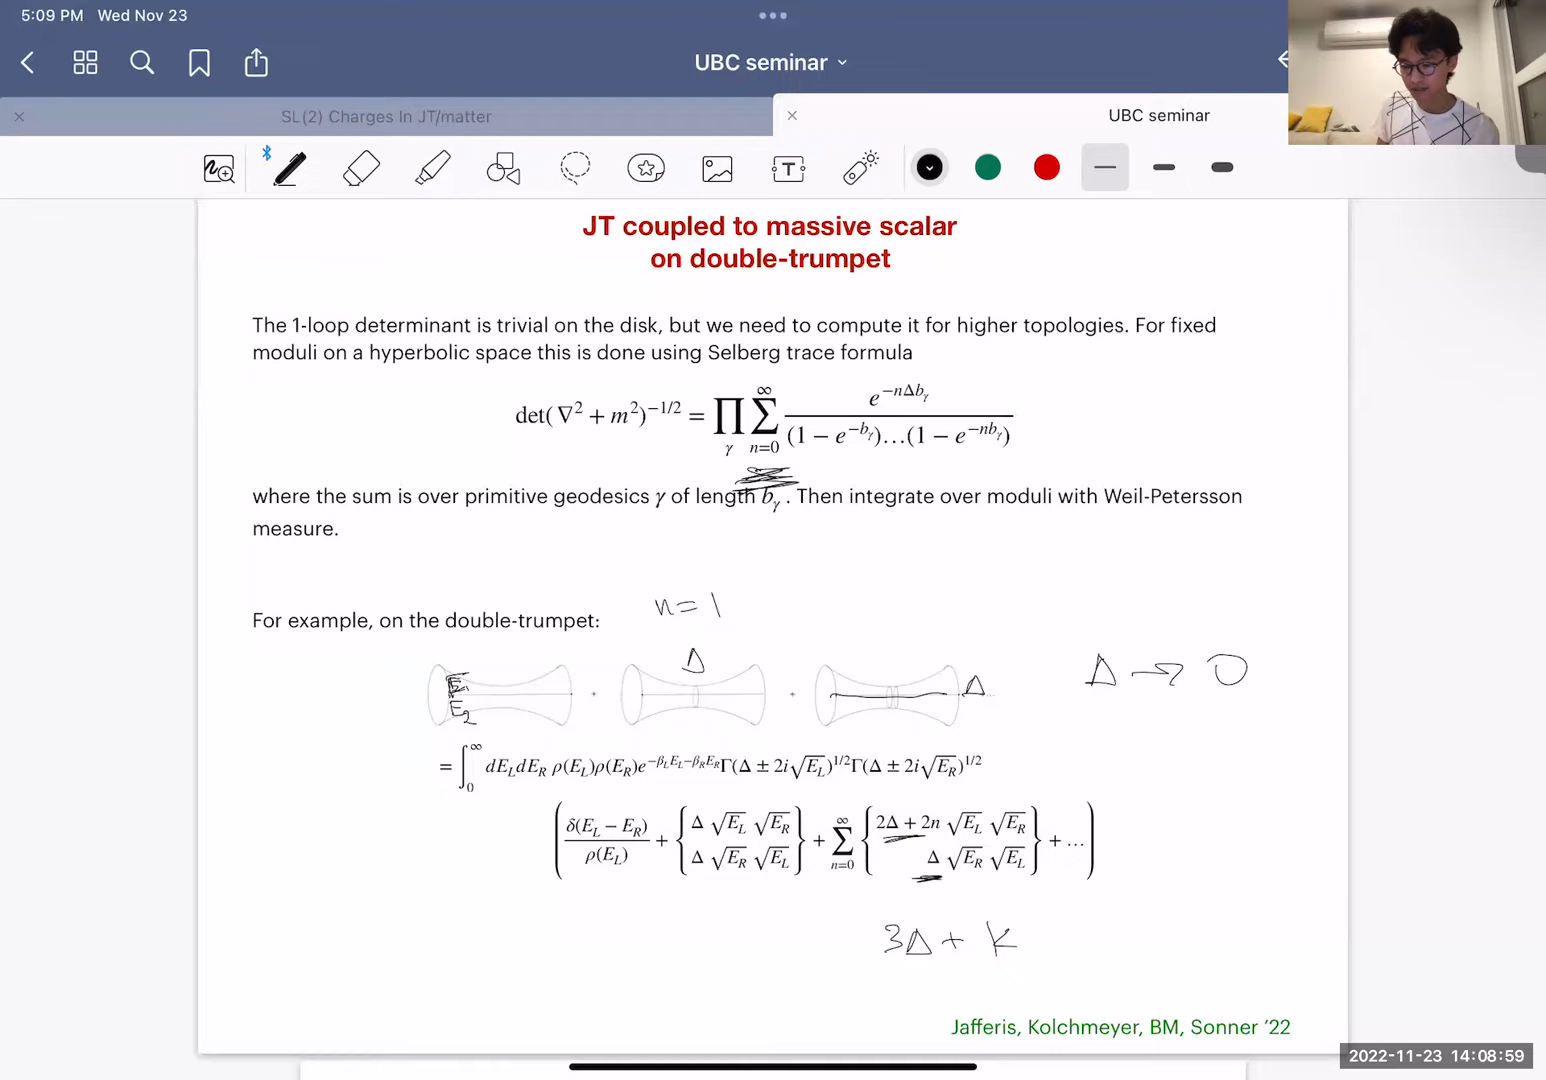 5:09 PM Wed Nov 23
UBC seminar
SL(2) Charges In JT/matter
UBC seminar
T
JT coupled to massive scalar
on double-trumpet
The 1-loop determinant is trivial on the disk, but we need to compute it for higher topologies. For fixed
moduli on a hyperbolic space this is done using Selberg trace formula
det(∇² + m²)^{-1/2} = ∏_γ ∑_{n=0}^{∞} e^{-nΔb_γ} / (1 − e^{-b_γ})…(1 − e^{-nb_γ})
where the sum is over primitive geodesics γ of length b_γ. Then integrate over moduli with Weil-Petersson
measure.
n = 1
For example, on the double-trumpet:
E₂ + Δ + Δ ...
Δ → 0
= ∫_0^∞ dE_L dE_R ρ(E_L)ρ(E_R)e^{-β_L E_L − β_R E_R} Γ(Δ ± 2i√E_L)^{1/2} Γ(Δ ± 2i√E_R)^{1/2}
( δ(E_L − E_R) / ρ(E_L) + { Δ √E_L √E_R ; Δ √E_R √E_L } + ∑_{n=0}^{∞} { 2Δ + 2n √E_L √E_R ; Δ √E_R √E_L } + … )
3Δ + k
Jafferis, Kolchmeyer, BM, Sonner ’22
2022-11-23 14:08:59